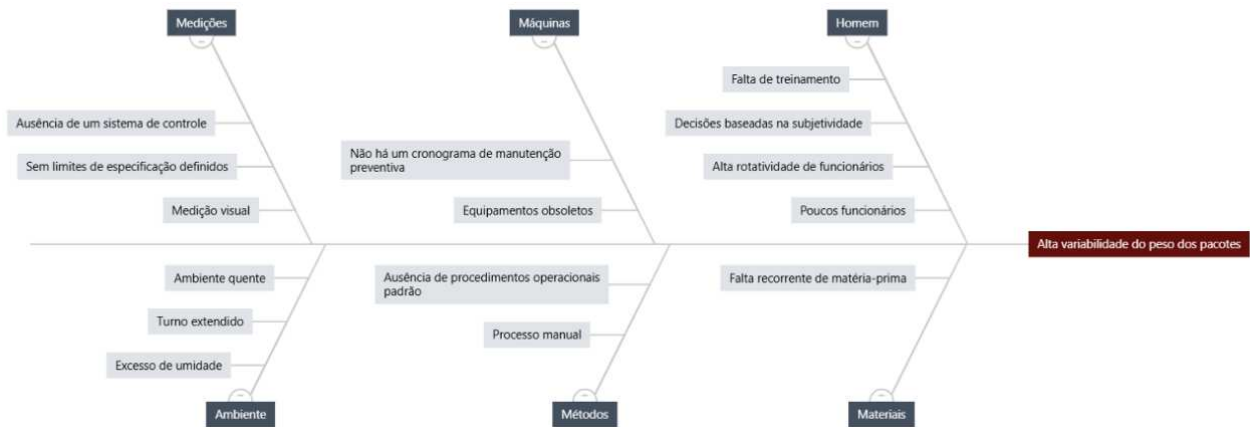 Medições
Máquinas
Homem
Falta de treinamento
Ausência de um sistema de controle
Decisões baseadas na subjetividade
Não há um cronograma de manutenção
preventiva
Sem limites de especificação definidos
Alta rotatividade de funcionários
Medição visual
Equipamentos obsoletos
Poucos funcionários
Alta variabilidade do peso dos pacotes
Ambiente quente
Ausência de procedimentos operacionais
padrão
Falta recorrente de matéria-prima
Turno extendido
Processo manual
Excesso de umidade
Ambiente
Métodos
Materiais